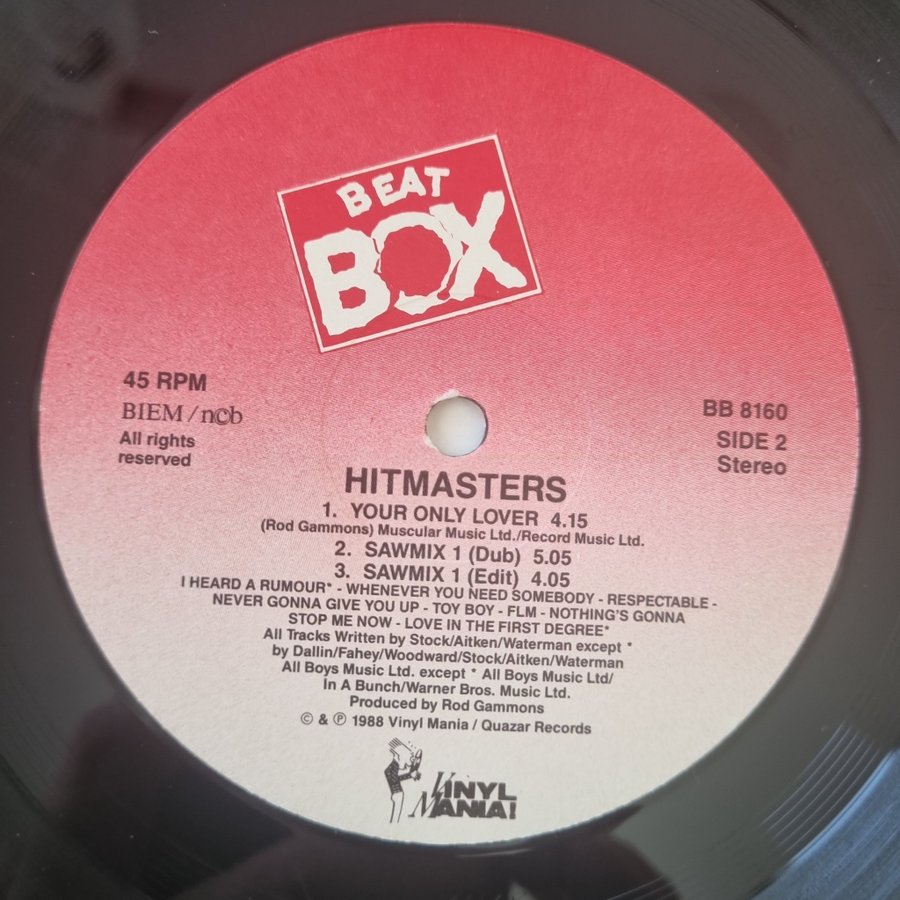 BEAT
BOX
45 RPM
BIEM/n©b
All rights
reserved
BB 8160
SIDE 2
Stereo
HITMASTERS
1. YOUR ONLY LOVER 4.15
(Rod Gammons) Muscular Music Ltd./Record Music Ltd.
2. SAWMIX 1 (Dub) 5.05
3. SAWMIX 1 (Edit) 4.05
I HEARD A RUMOUR* - WHENEVER YOU NEED SOMEBODY - RESPECTABLE -
NEVER GONNA GIVE YOU UP - TOY BOY - FLM - NOTHING'S GONNA
STOP ME NOW - LOVE IN THE FIRST DEGREE*
All Tracks Written by Stock/Aitken/Waterman except *
by Dallin/Fahey/Woodward/Stock/Aitken/Waterman
All Boys Music Ltd. except * All Boys Music Ltd/
In A Bunch/Warner Bros. Music Ltd.
Produced by Rod Gammons
© & ℗ 1988 Vinyl Mania / Quazar Records
VINYL
MANIA!